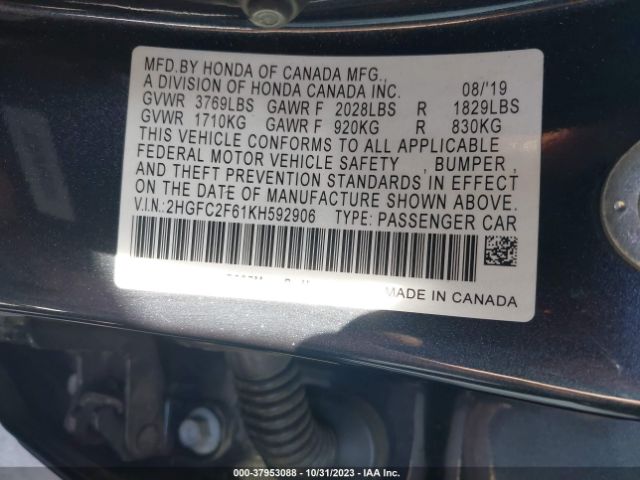 MFD.BY HONDA OF CANADA MFG.,
A DIVISION OF HONDA CANADA INC. 08/'19
GVWR 3769LBS GAWR F 2028LBS R 1829LBS
GVWR 1710KG GAWR F 920KG R 830KG
THIS VEHICLE CONFORMS TO ALL APPLICABLE
FEDERAL MOTOR VEHICLE SAFETY , BUMPER ,
AND THEFT PREVENTION STANDARDS IN EFFECT
ON THE DATE OF MANUFACTURE SHOWN ABOVE.
V.I.N.:2HGFC2F61KH592906 TYPE: PASSENGER CAR
MADE IN CANADA
000-37953088 - 10/31/2023 - IAA Inc.